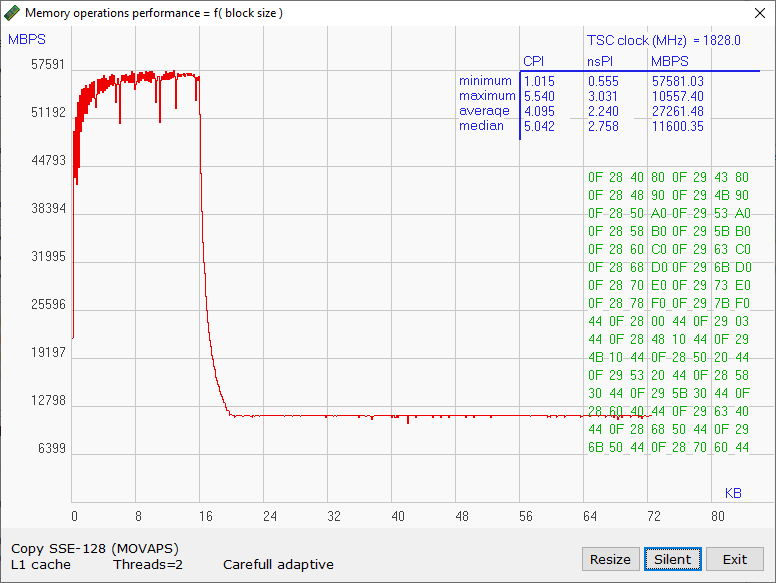 Memory operations performance = f( block size )
MBPS
TSC clock (MHz) = 1828.0
CPI nsPI MBPS
minimum 1.015 0.555 57581.03
maximum 5.540 3.031 10557.40
average 4.095 2.240 27261.48
median 5.042 2.758 11600.35
57591
51192
44793
38394
31995
25596
19197
12798
6399
0F 28 40 80 0F 29 43 80
0F 28 48 90 0F 29 4B 90
0F 28 50 A0 0F 29 53 A0
0F 28 58 B0 0F 29 5B B0
0F 28 60 C0 0F 29 63 C0
0F 28 68 D0 0F 29 6B D0
0F 28 70 E0 0F 29 73 E0
0F 28 78 F0 0F 29 7B F0
44 0F 28 00 44 0F 29 03
44 0F 28 48 10 44 0F 29
4B 10 44 0F 28 50 20 44
0F 29 53 20 44 0F 28 58
30 44 0F 29 5B 30 44 0F
28 60 40 44 0F 29 63 40
44 0F 28 68 50 44 0F 29
6B 50 44 0F 28 70 60 44
KB
0 8 16 24 32 40 48 56 64 72 80
Copy SSE-128 (MOVAPS)
L1 cache Threads=2 Carefull adaptive
Resize Silent Exit